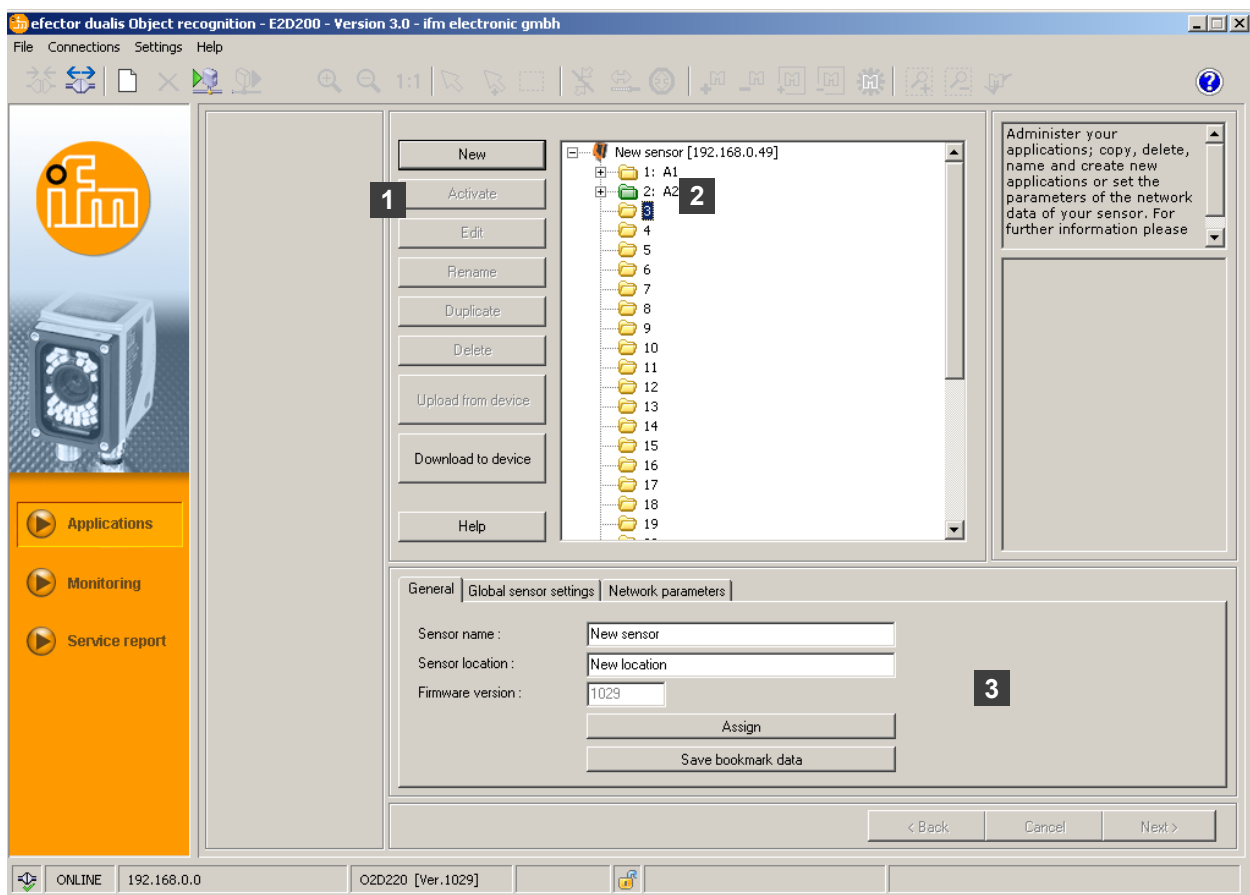 efector dualis Object recognition - E2D200 - Version 3.0 - ifm electronic gmbh
File Connections Settings Help
1:1
ifm
New
Activate
Edit
Rename
Duplicate
Delete
Upload from device
Download to device
Help
1
New sensor [192.168.0.49]
1: A1
2: A2
2
3
4
5
6
7
8
9
10
11
12
13
14
15
16
17
18
19
Administer your
applications; copy, delete,
name and create new
applications or set the
parameters of the network
data of your sensor. For
further information please
Applications
Monitoring
Service report
General Global sensor settings Network parameters
Sensor name : New sensor
Sensor location : New location
Firmware version : 1029
3
Assign
Save bookmark data
< Back Cancel Next >
ONLINE 192.168.0.0 O2D220 [Ver.1029]